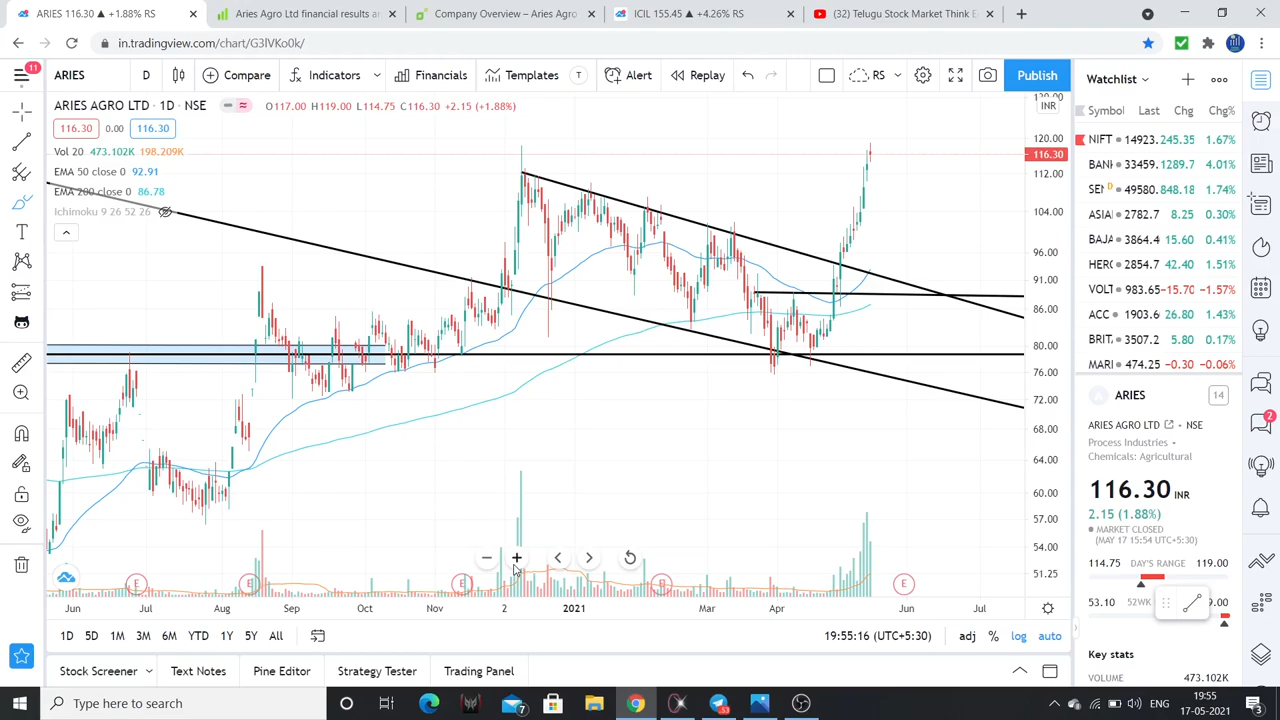 ARIES 116.30 ▲ +1.88% RS
Aries Agro Ltd financial results a
Company Overview – Aries Agro
ICIL 155.45 ▲ +4.26% RS
(32) Telugu Stock Market Think E
in.tradingview.com/chart/G3lVKo0k/
11
ARIES
D
Compare
Indicators
Financials
Templates
T
Alert
Replay
RS
Publish
Watchlist
ARIES AGRO LTD · 1D · NSE
O117.00 H119.00 L114.75 C116.30 +2.15 (+1.88%)
116.30 0.00 116.30
Vol 20 473.102K 198.209K
EMA 50 close 0 92.91
EMA 200 close 0 86.78
Ichimoku 9 26 52 26
130.00
INR
120.00
116.30
112.00
104.00
96.00
91.00
86.00
80.00
76.00
72.00
68.00
64.00
60.00
57.00
54.00
51.25
E E E E E
Jun Jul Aug Sep Oct Nov 2 2021 Mar Apr Jun Jul
1D 5D 1M 3M 6M YTD 1Y 5Y All
19:55:16 (UTC+5:30)
adj % log auto
Stock Screener
Text Notes
Pine Editor
Strategy Tester
Trading Panel
Symbol Last Chg Chg%
NIFT 14923. 245.35 1.67%
BANI 33459. 1289.7 4.01%
SEN D 49580. 848.18 1.74%
ASIA 2782.7 8.25 0.30%
BAJA 3864.4 15.60 0.41%
HERC 2854.7 42.40 1.51%
VOLT 983.65 −15.70 −1.57%
ACC 1903.6 26.80 1.43%
BRIT 3507.2 5.80 0.17%
MARI 474.25 −0.30 −0.06%
ARIES
14
ARIES AGRO LTD • NSE
Process Industries •
Chemicals: Agricultural
116.30 INR
2.15 (1.88%)
MARKET CLOSED
(MAY 17 15:54 UTC+5:30)
114.75 DAY'S RANGE 119.00
53.10 52WK 9.00
Key stats
VOLUME 473.102K
2
Type here to search
7
53
ENG
19:55
17-05-2021
3